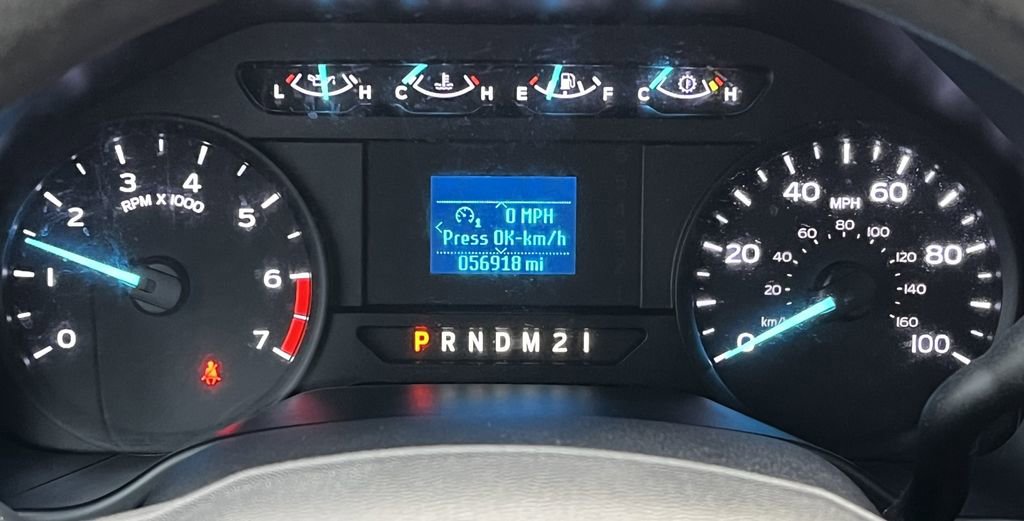 L H C H E F C H
0 1 2 3 4 5 6 7
RPM X 1000
1 0 MPH
Press OK-km/h
056918 mi
P R N D M 2 1
0 20 40 60 80 100
MPH
20 40 60 80 100 120 140 160
km/h